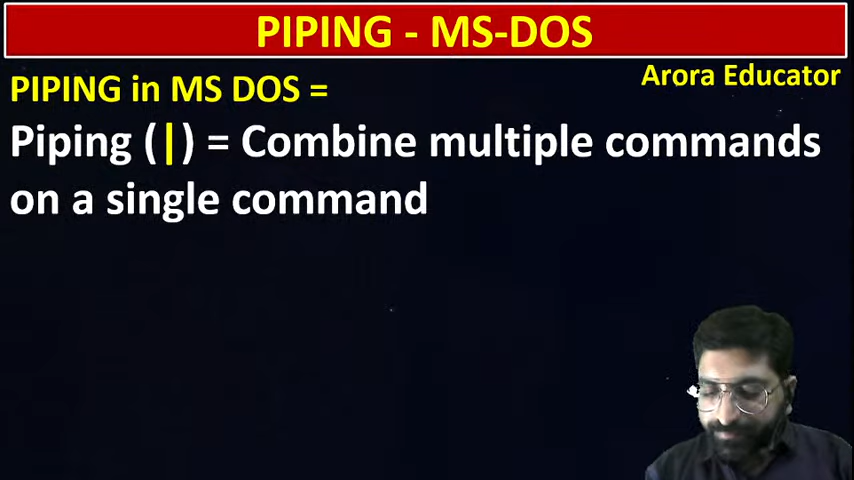 PIPING - MS-DOS
Arora Educator
PIPING in MS DOS =
Piping (|) = Combine multiple commands
on a single command